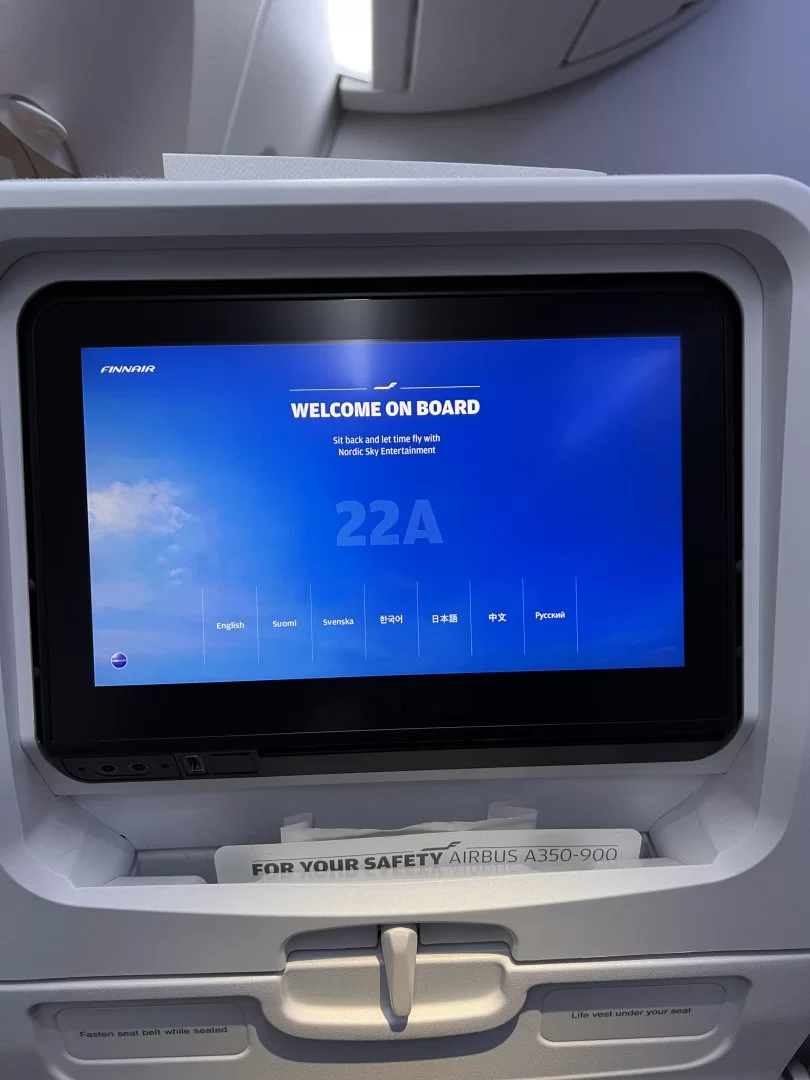 FINNAIR
WELCOME ON BOARD
Sit back and let time fly with
Nordic Sky Entertainment
22A
English
Suomi
Svenska
한국어
日本語
中文
Русский
FOR YOUR SAFETY AIRBUS A350-900
Fasten seat belt while seated
Life vest under your seat